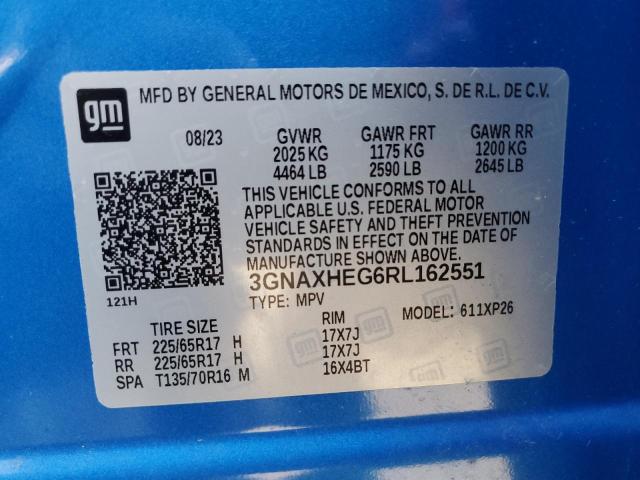 gm
MFD BY GENERAL MOTORS DE MEXICO, S. DE R.L. DE C.V.
08/23 GVWR GAWR FRT GAWR RR
2025 KG 1175 KG 1200 KG
4464 LB 2590 LB 2645 LB
THIS VEHICLE CONFORMS TO ALL
APPLICABLE U.S. FEDERAL MOTOR
VEHICLE SAFETY AND THEFT PREVENTION
STANDARDS IN EFFECT ON THE DATE OF
MANUFACTURE SHOWN ABOVE.
3GNAXHEG6RL162551
121H
TYPE: MPV MODEL: 611XP26
TIRE SIZE RIM
FRT 225/65R17 H 17X7J
RR 225/65R17 H 17X7J
SPA T135/70R16 M 16X4BT